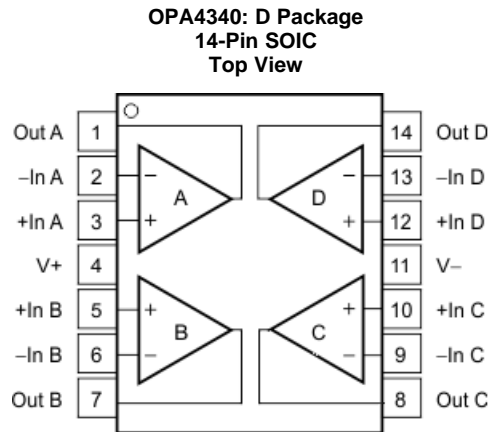 OPA4340: D Package
14-Pin SOIC
Top View
Out A 1 14 Out D
−In A 2 − − 13 −In D
A D
+In A 3 + + 12 +In D
V+ 4 11 V−
+In B 5 + + 10 +In C
B C
−In B 6 − − 9 −In C
Out B 7 8 Out C